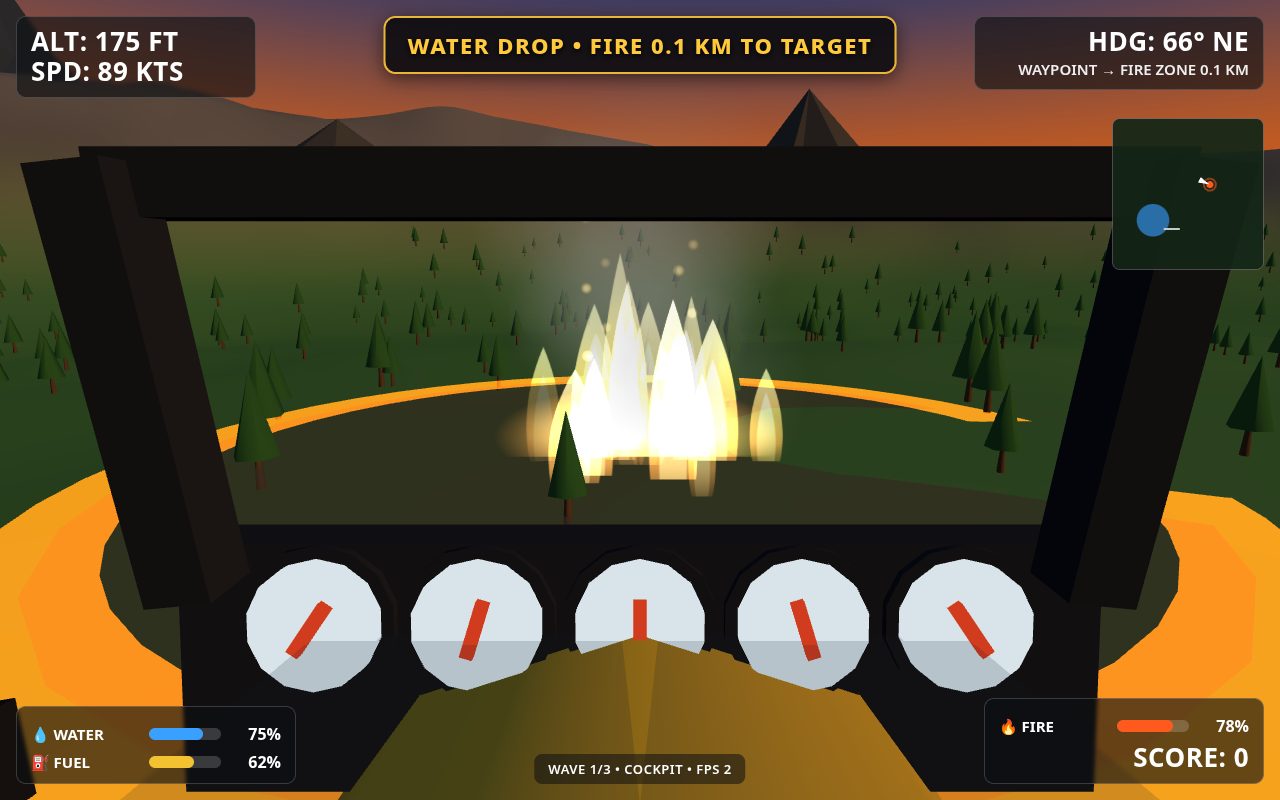 ALT: 175 FT
SPD: 89 KTS
WATER DROP • FIRE 0.1 KM TO TARGET
HDG: 66° NE
WAYPOINT → FIRE ZONE 0.1 KM
WATER 75%
FUEL 62%
WAVE 1/3 • COCKPIT • FPS 2
FIRE 78%
SCORE: 0